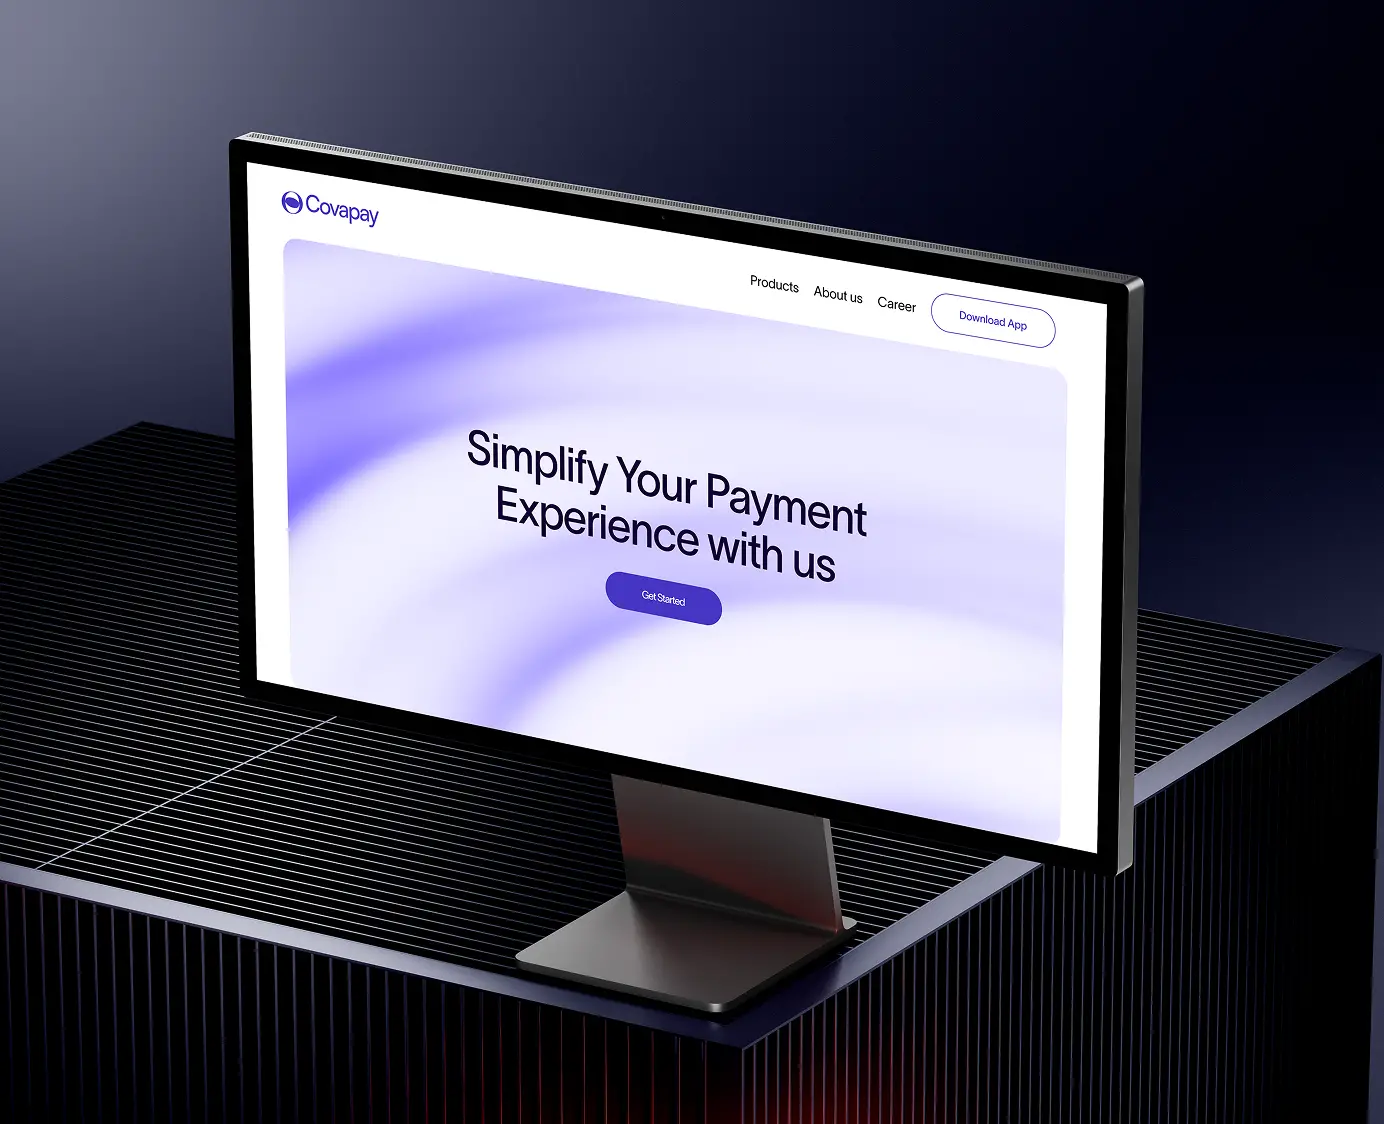 Covapay
Products About us Career Download App
Simplify Your Payment
Experience with us
Get Started